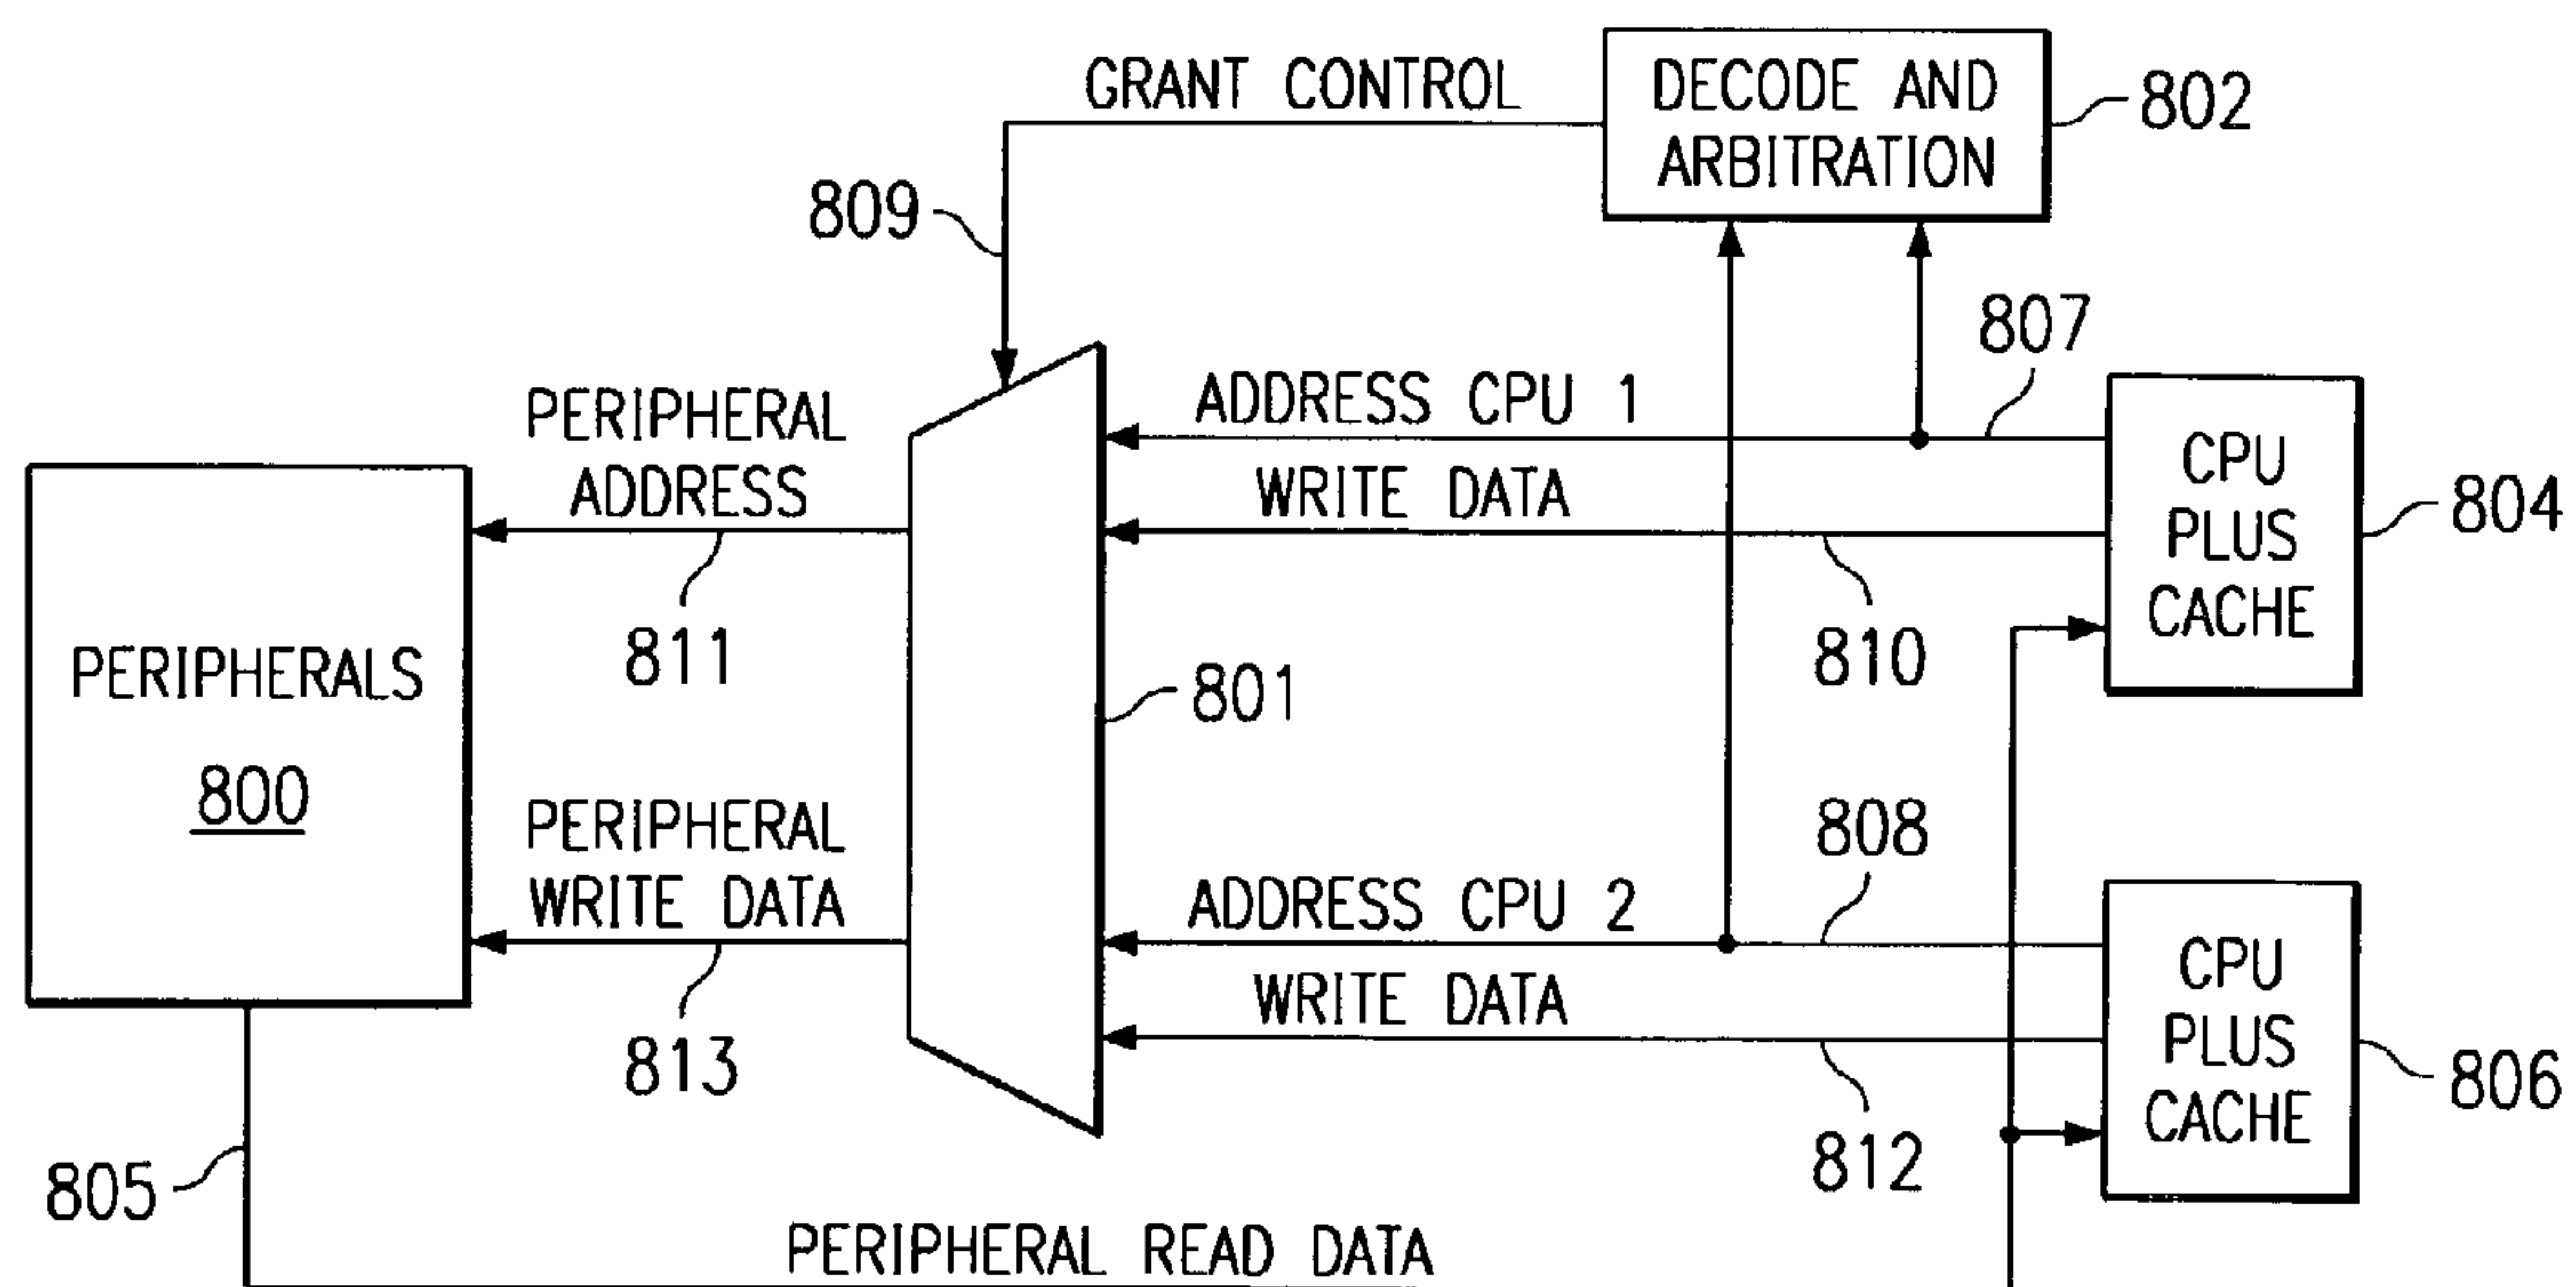 GRANT CONTROL
DECODE AND
ARBITRATION
802
809
807
PERIPHERAL
ADDRESS
ADDRESS CPU 1
WRITE DATA
CPU
PLUS
CACHE
804
811
810
PERIPHERALS
800
801
PERIPHERAL
WRITE DATA
808
ADDRESS CPU 2
WRITE DATA
CPU
PLUS
CACHE
806
813
812
805
PERIPHERAL READ DATA